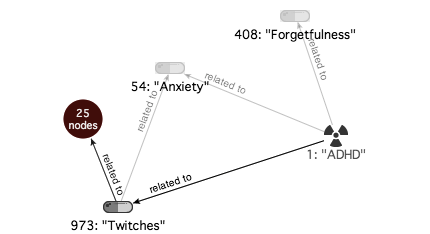 408: "Forgetfulness"
related to
54: "Anxiety"
related to
related to
25
nodes
1: "ADHD"
related to
related to
973: "Twitches"